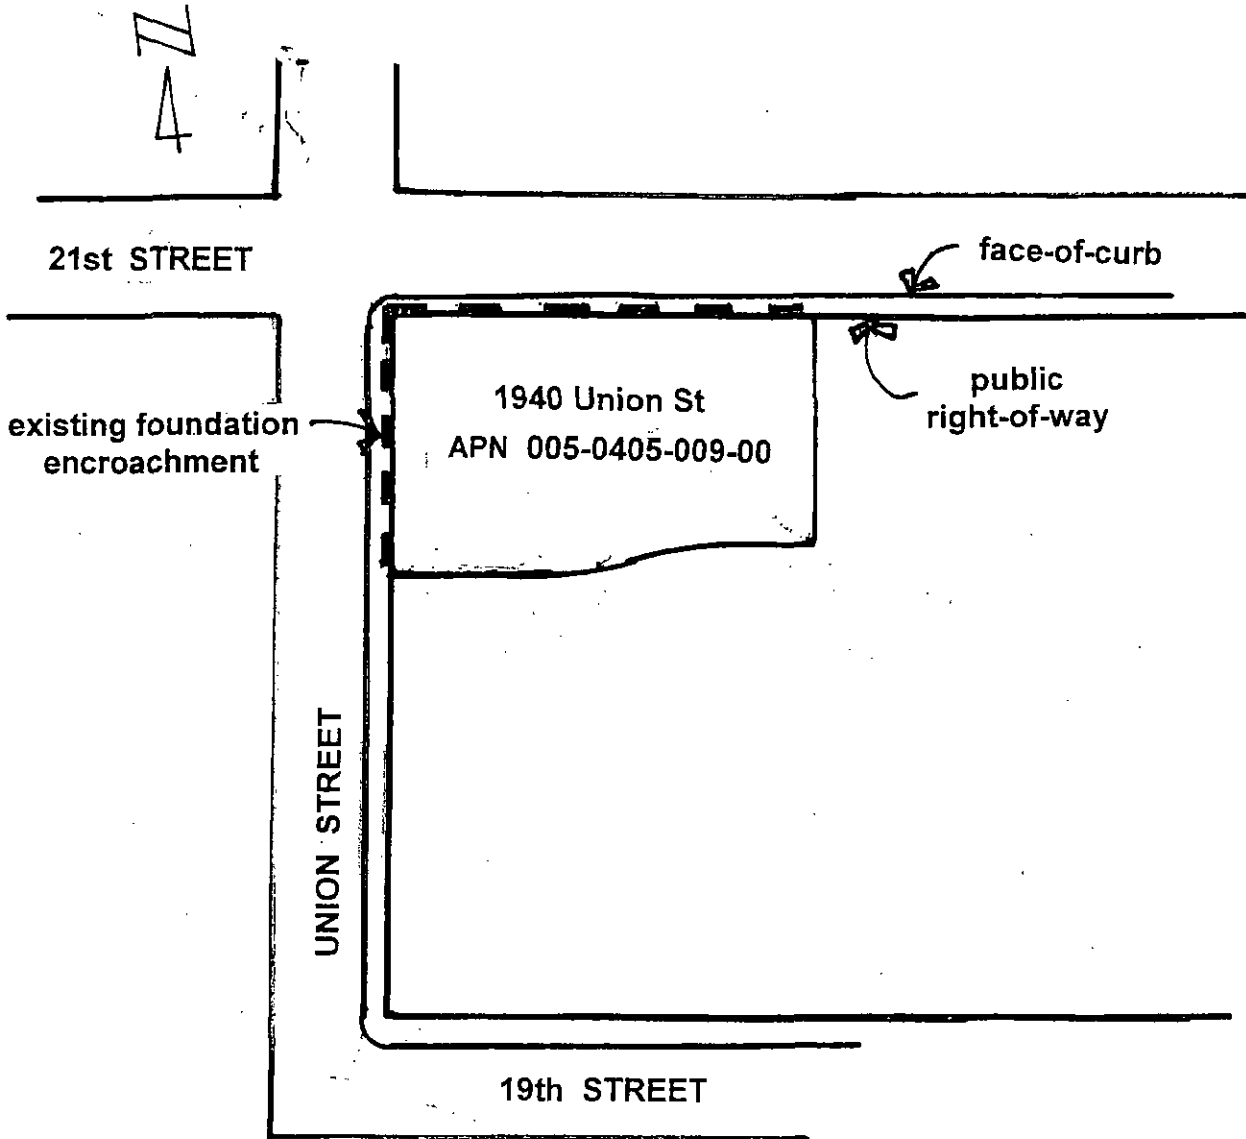 N
21st STREET
face-of-curb
1940 Union St
APN 005-0405-009-00
public
right-of-way
existing foundation
encroachment
UNION STREET
19th STREET